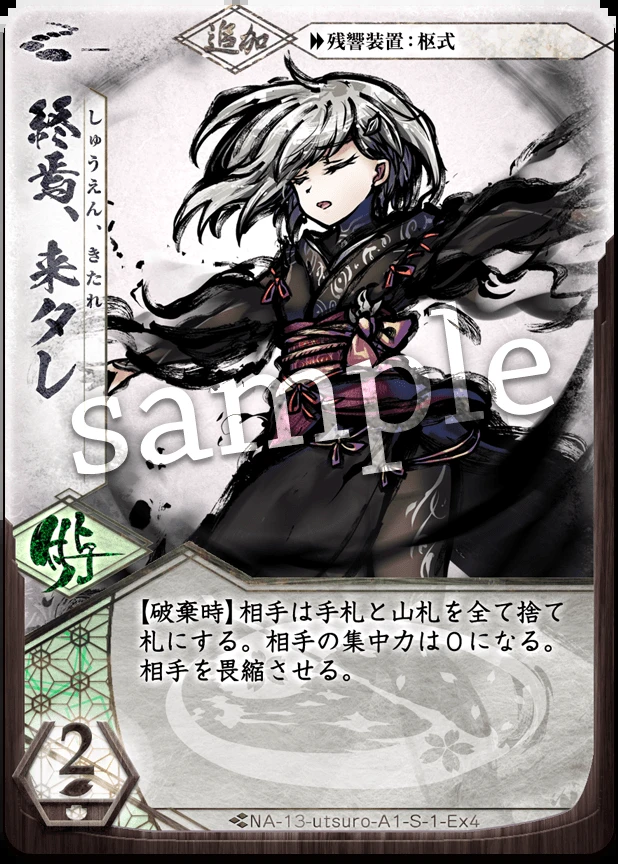 追加
▶▶残響装置：枢式
終焉、来タレ
しゅうえん、きたれ
sample
付与
【破棄時】相手は手札と山札を全て捨て
札にする。相手の集中力は０になる。
相手を畏縮させる。
2
NA-13-utsuro-A1-S-1-Ex4